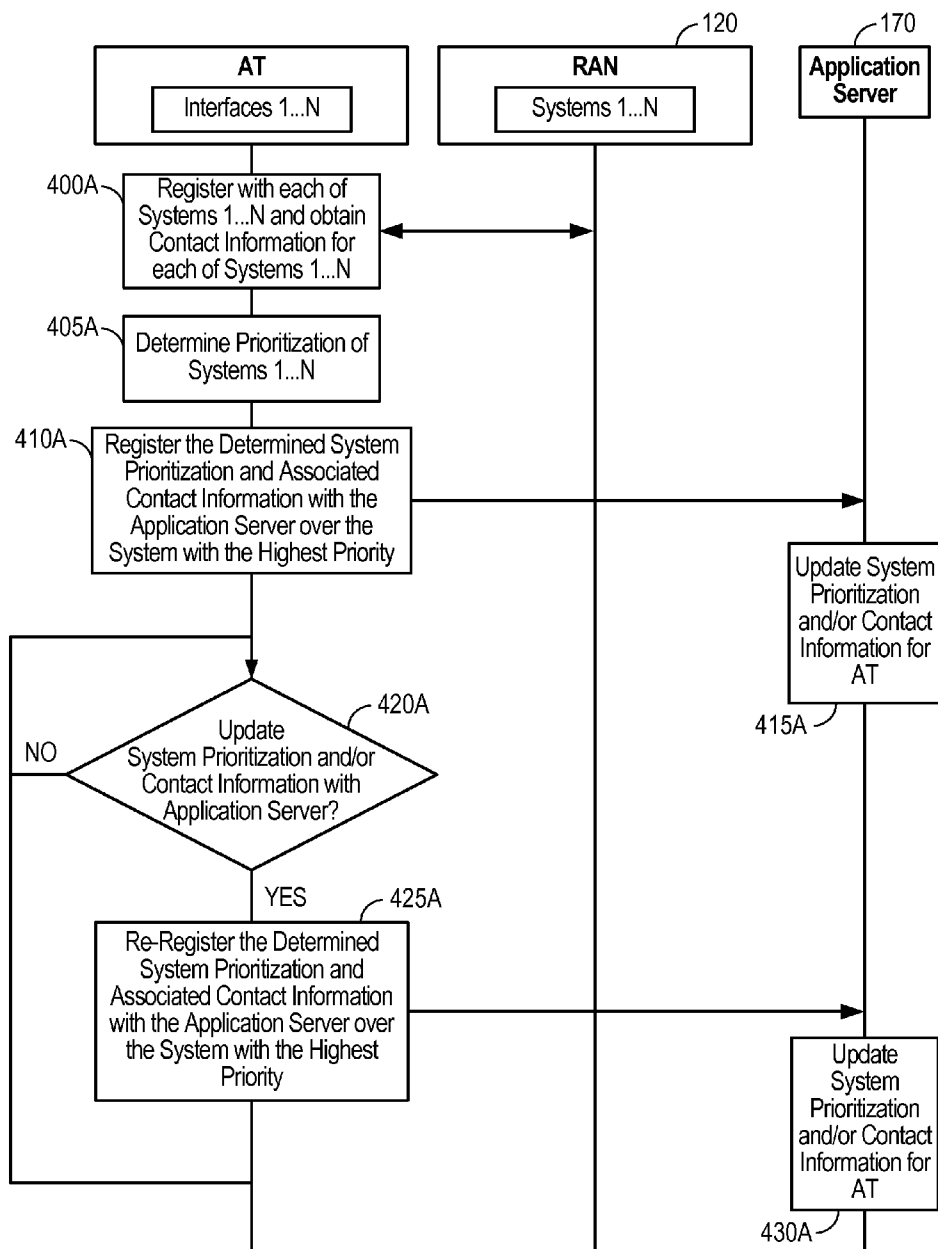 120
170
AT
Interfaces 1...N
RAN
Systems 1...N
Application
Server
400A
Register with each of
Systems 1...N and obtain
Contact Information for
each of Systems 1...N
405A
Determine Prioritization of
Systems 1...N
410A
Register the Determined System
Prioritization and Associated
Contact Information with the
Application Server over the
System with the Highest Priority
Update System
Prioritization
and/or Contact
Information for
AT
415A
420A
Update
System Prioritization and/or
Contact Information with
Application Server?
NO
YES
425A
Re-Register the Determined
System Prioritization and
Associated Contact Information
with the Application Server over
the System with the Highest
Priority
Update
System
Prioritization
and/or Contact
Information for
AT
430A